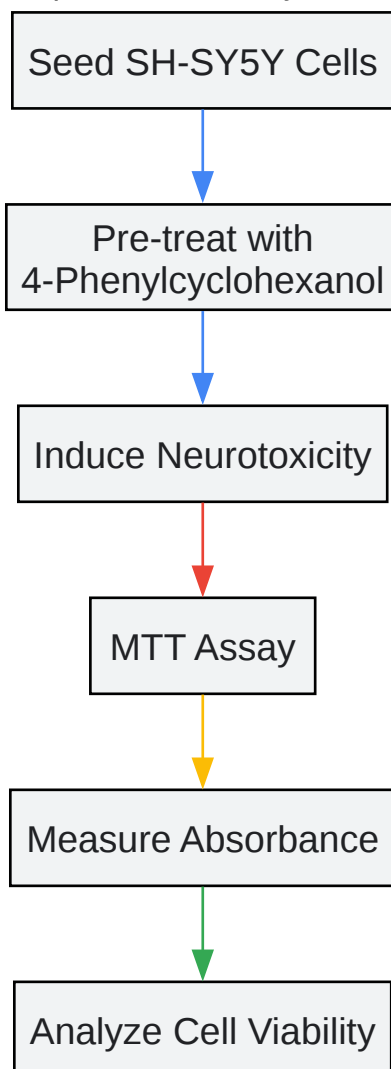 Seed SH-SY5Y Cells
Pre-treat with
4-Phenylcyclohexanol
Induce Neurotoxicity
MTT Assay
Measure Absorbance
Analyze Cell Viability